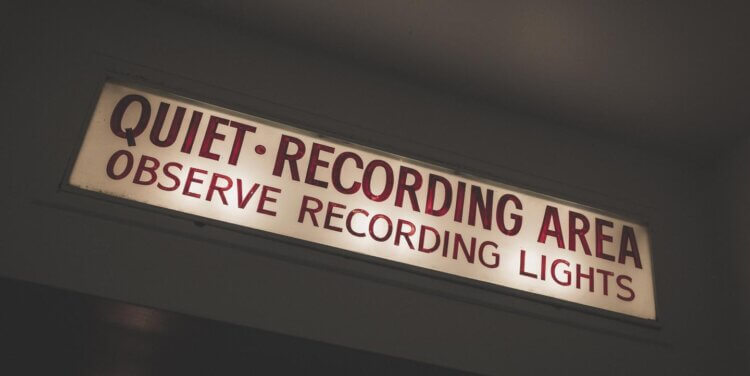 QUIET · RECORDING AREA
OBSERVE RECORDING LIGHTS